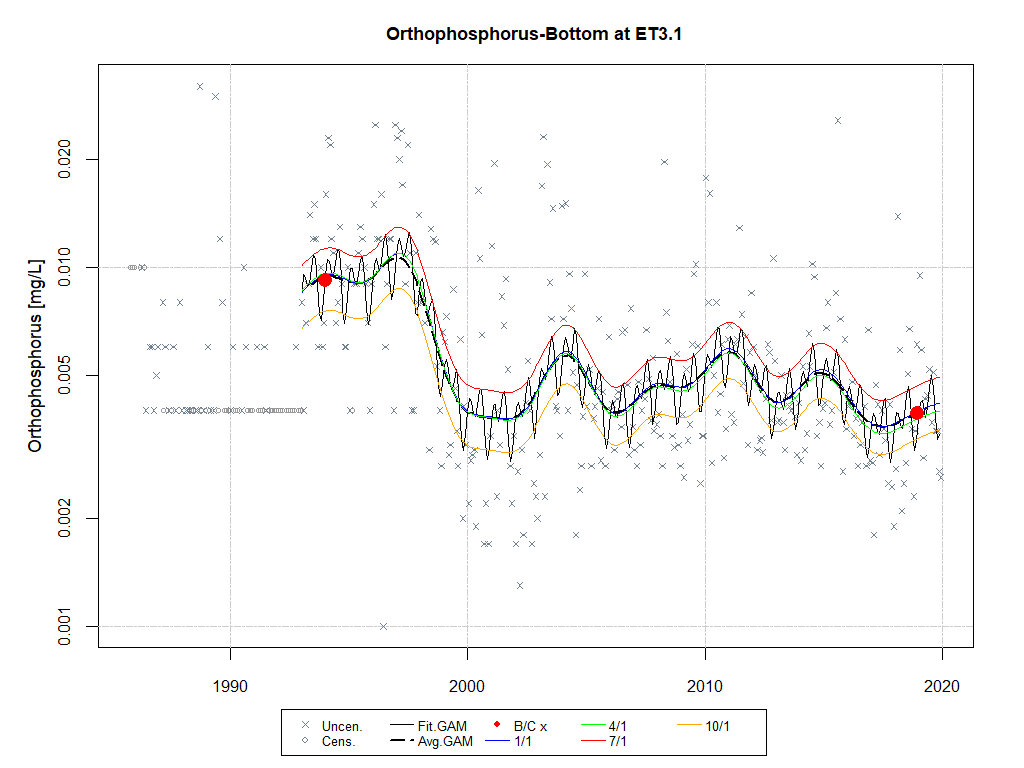 Orthophosphorus-Bottom at ET3.1
Orthophosphorus [mg/L]
0.020
0.010
0.005
0.002
0.001
1990
2000
2010
2020
Uncen.
Fit.GAM
B/C x
4/1
10/1
Cens.
Avg.GAM
1/1
7/1